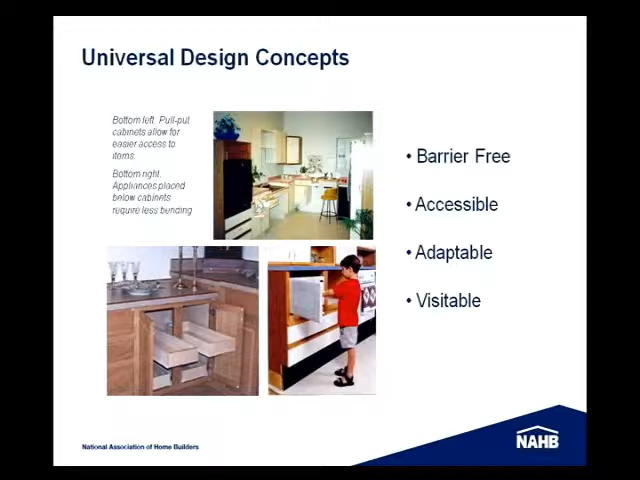 Universal Design Concepts
Bottom left. Pull-put
cabinets allow for
easier access to
items.
Bottom right.
Appliances placed
below cabinets
require less bending
• Barrier Free
• Accessible
• Adaptable
• Visitable
National Association of Home Builders
NAHB